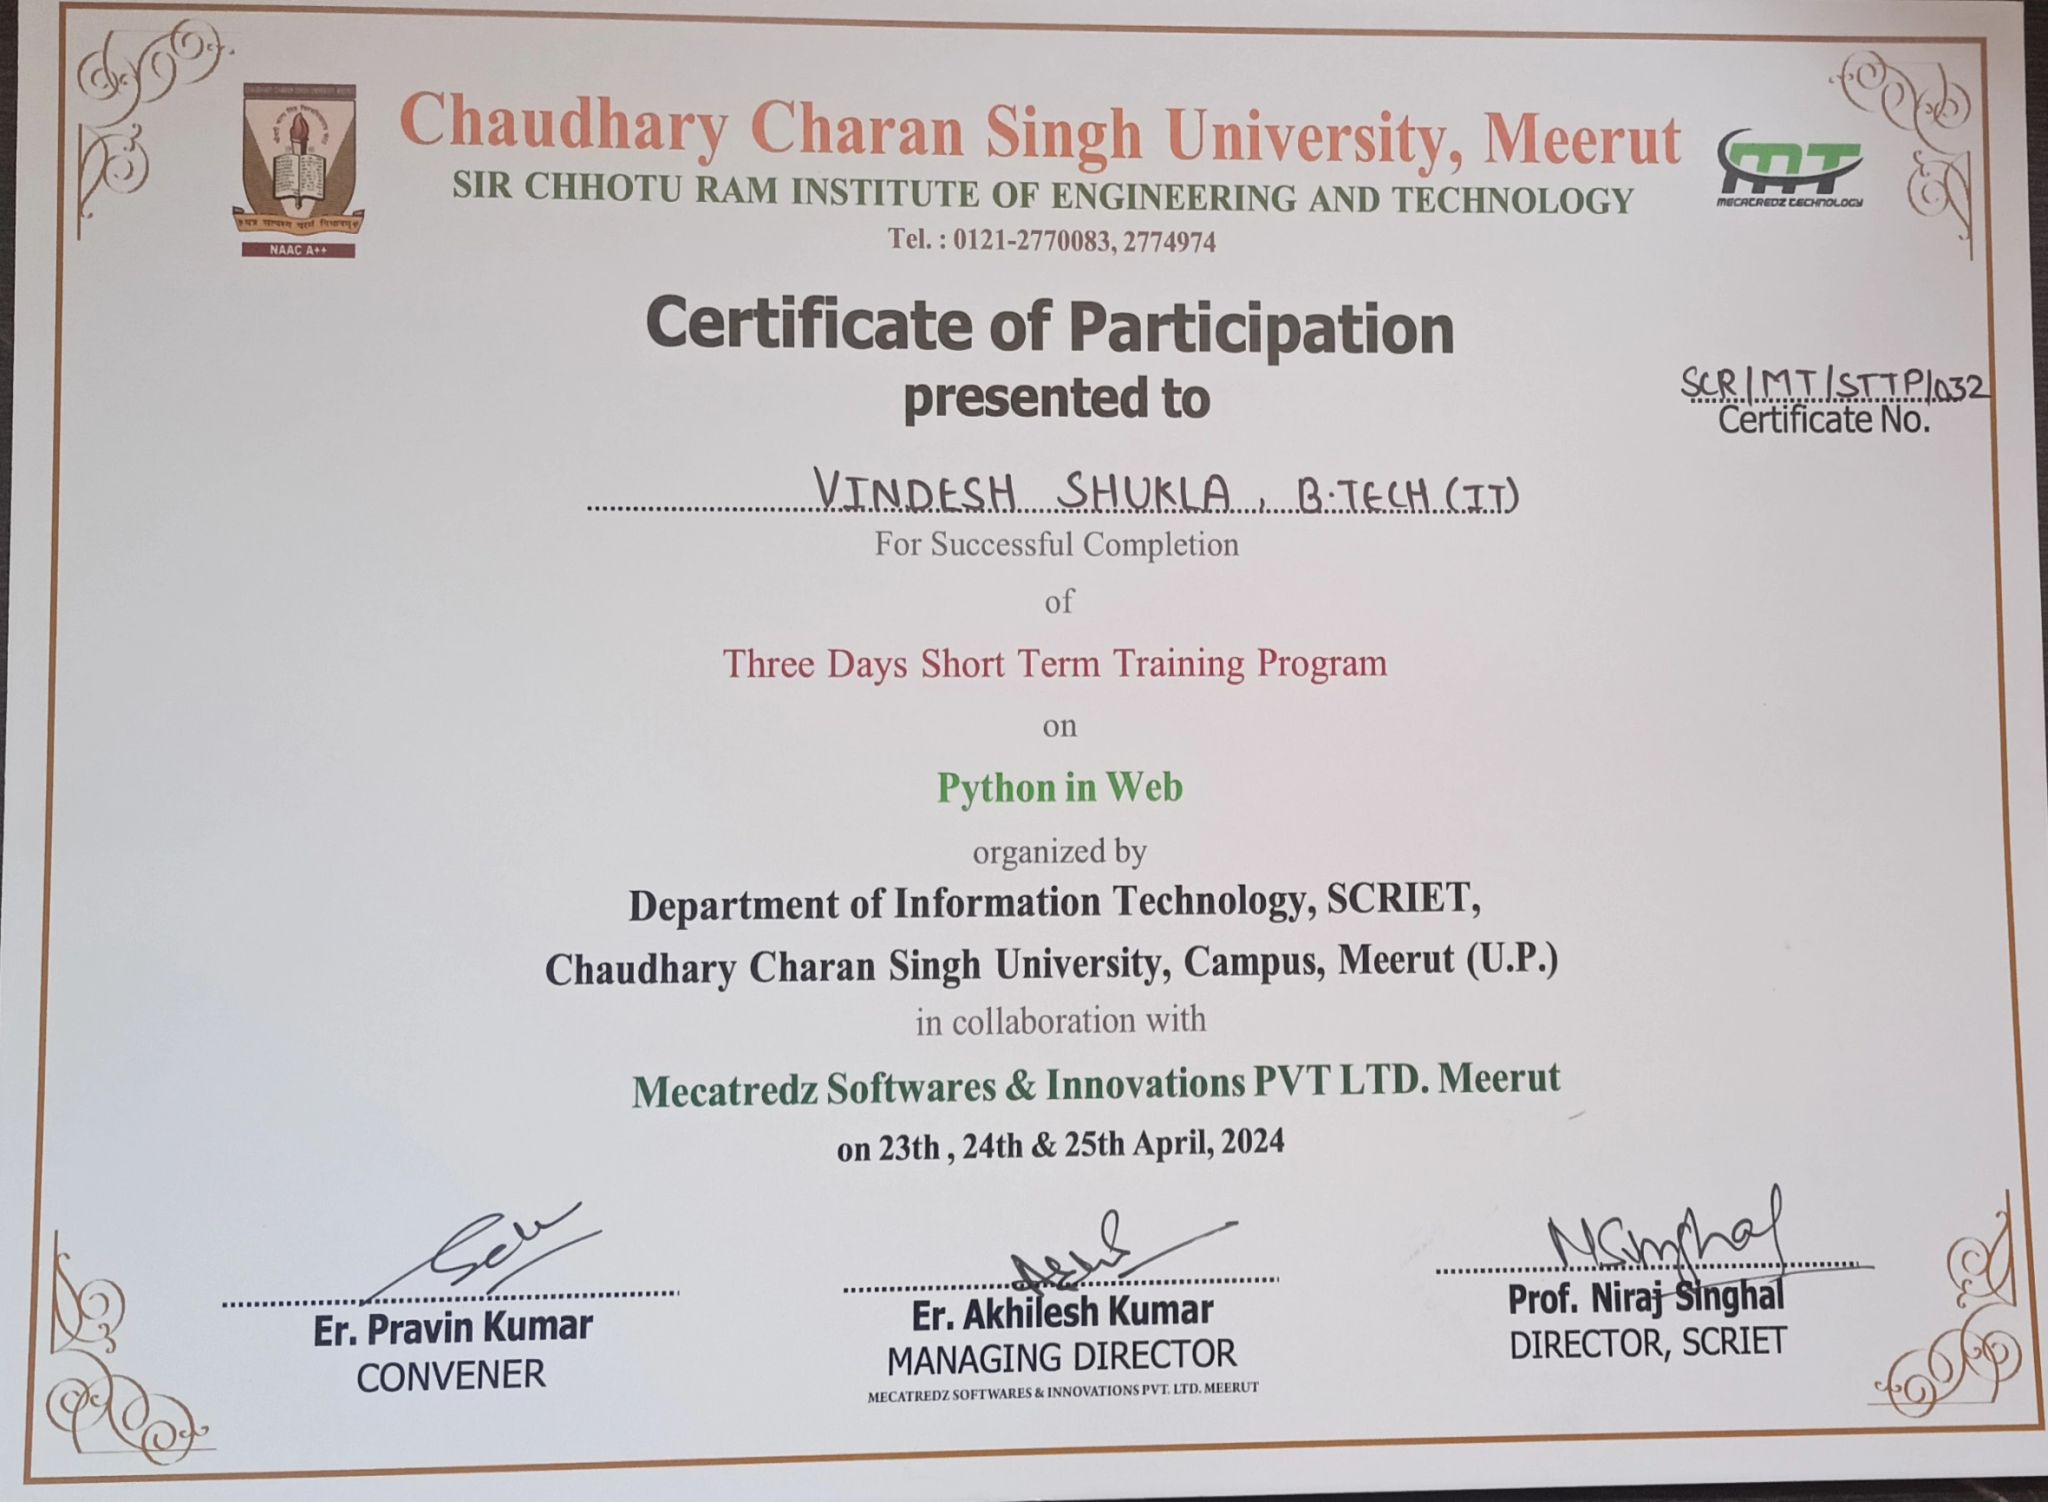 Chaudhary Charan Singh University, Meerut
SIR CHHOTU RAM INSTITUTE OF ENGINEERING AND TECHNOLOGY
Tel. : 0121-2770083, 2774974
NAAC A++
MT
MECATREDZ TECHNOLOGY
Certificate of Participation
presented to
SCR/MT/STTP/032
Certificate No.
VINDESH SHUKLA, B.TECH (IT)
For Successful Completion
of
Three Days Short Term Training Program
on
Python in Web
organized by
Department of Information Technology, SCRIET,
Chaudhary Charan Singh University, Campus, Meerut (U.P.)
in collaboration with
Mecatredz Softwares & Innovations PVT LTD. Meerut
on 23th , 24th & 25th April, 2024
NSinghal
Er. Pravin Kumar
CONVENER
Er. Akhilesh Kumar
MANAGING DIRECTOR
MECATREDZ SOFTWARES & INNOVATIONS PVT. LTD. MEERUT
Prof. Niraj Singhal
DIRECTOR, SCRIET